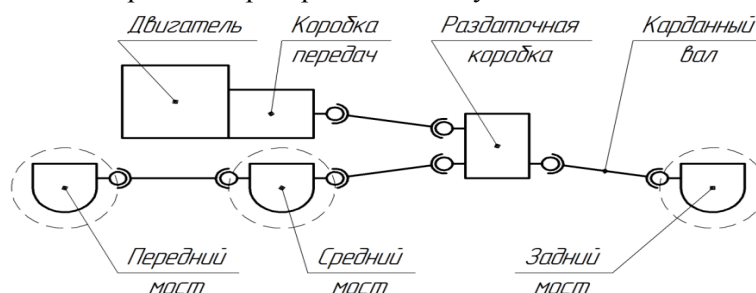 Двигатель
Коробка
передач
Раздаточная
коробка
Карданный
вал
Передний
мост
Средний
мост
Задний
мост